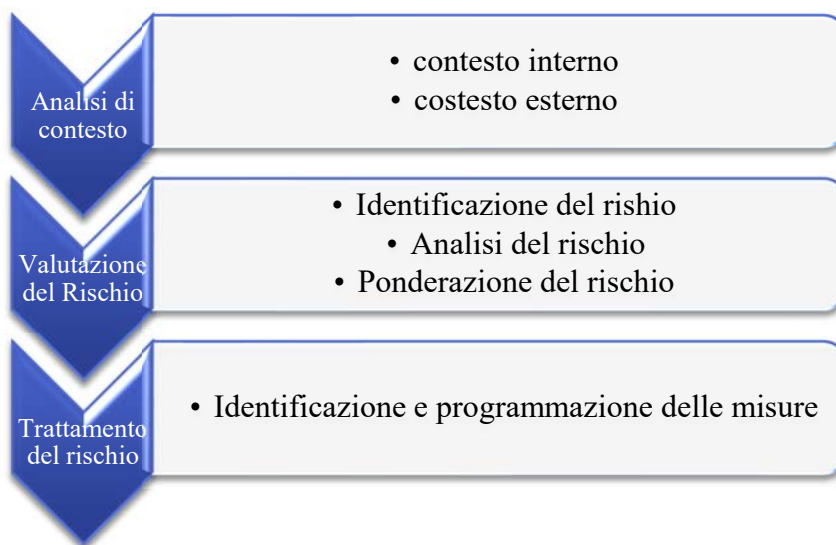 Analisi di
contesto
• contesto interno
• costesto esterno
Valutazione
del Rischio
• Identificazione del rishio
• Analisi del rischio
• Ponderazione del rischio
Trattamento
del rischio
• Identificazione e programmazione delle misure